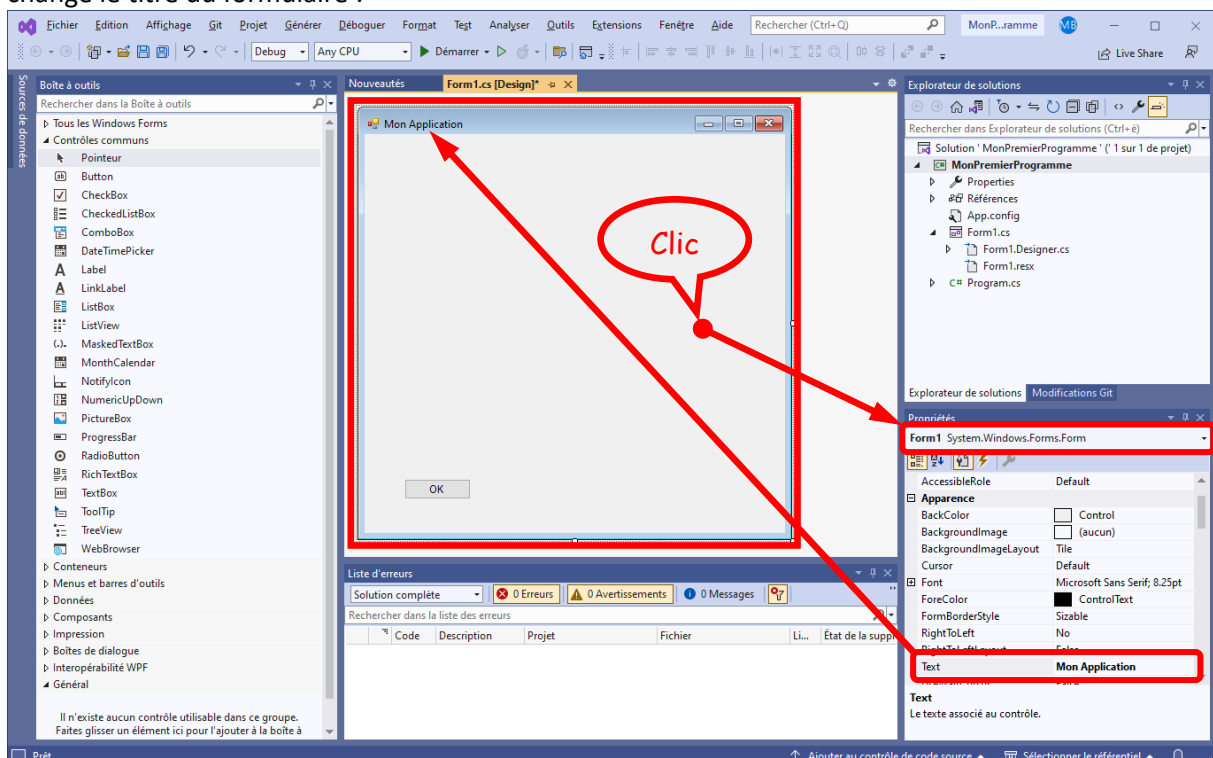 change le titre du formulaire :
Fichier Edition Affichage Git Projet Générer Déboguer Format Test Analyser Outils Extensions Fenêtre Aide Rechercher (Ctrl+Q) MonP...ramme MB
Debug Any CPU Démarrer Live Share
Sources de données
Boîte à outils
Rechercher dans la Boîte à outils
Tous les Windows Forms
Contrôles communs
Pointeur
Button
CheckBox
CheckedListBox
ComboBox
DateTimePicker
Label
LinkLabel
ListBox
ListView
MaskedTextBox
MonthCalendar
NotifyIcon
NumericUpDown
PictureBox
ProgressBar
RadioButton
RichTextBox
TextBox
ToolTip
TreeView
WebBrowser
Conteneurs
Menus et barres d'outils
Données
Composants
Impression
Boîtes de dialogue
Interopérabilité WPF
Général
Il n'existe aucun contrôle utilisable dans ce groupe.
Faites glisser un élément ici pour l'ajouter à la boîte à
Nouveautés Form1.cs [Design]*
Mon Application
Clic
OK
Liste d'erreurs
Solution complète 0 Erreurs 0 Avertissements 0 Messages
Rechercher dans la liste des erreurs
Code Description Projet Fichier Li... État de la suppr
Explorateur de solutions
Rechercher dans Explorateur de solutions (Ctrl+è)
Solution ' MonPremierProgramme ' (' 1 sur 1 de projet)
MonPremierProgramme
Properties
Références
App.config
Form1.cs
Form1.Designer.cs
Form1.resx
C# Program.cs
Explorateur de solutions Modifications Git
Propriétés
Form1 System.Windows.Forms.Form
AccessibleRole Default
Apparence
BackColor Control
BackgroundImage (aucun)
BackgroundImageLayout Tile
Cursor Default
Font Microsoft Sans Serif; 8.25pt
ForeColor ControlText
FormBorderStyle Sizable
RightToLeft No
RightToLeftLayout False
Text Mon Application
Text
Le texte associé au contrôle.
Prêt Ajouter au contrôle de code source Sélectionner le référentiel